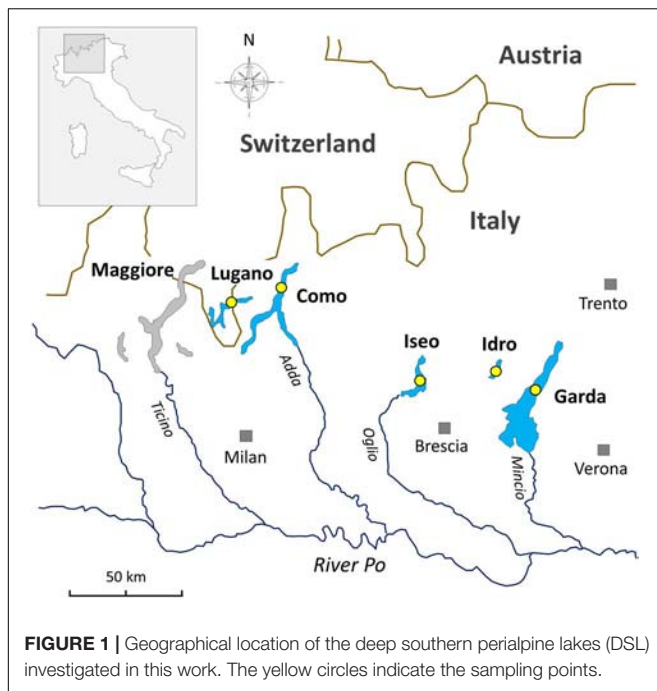 N
Austria
Switzerland
Italy
Maggiore
Lugano
Como
Trento
Iseo
Idro
Garda
Adda
Ticino
Oglio
Mincio
Milan
Brescia
Verona
River Po
50 km
FIGURE 1 | Geographical location of the deep southern perialpine lakes (DSL)
investigated in this work. The yellow circles indicate the sampling points.